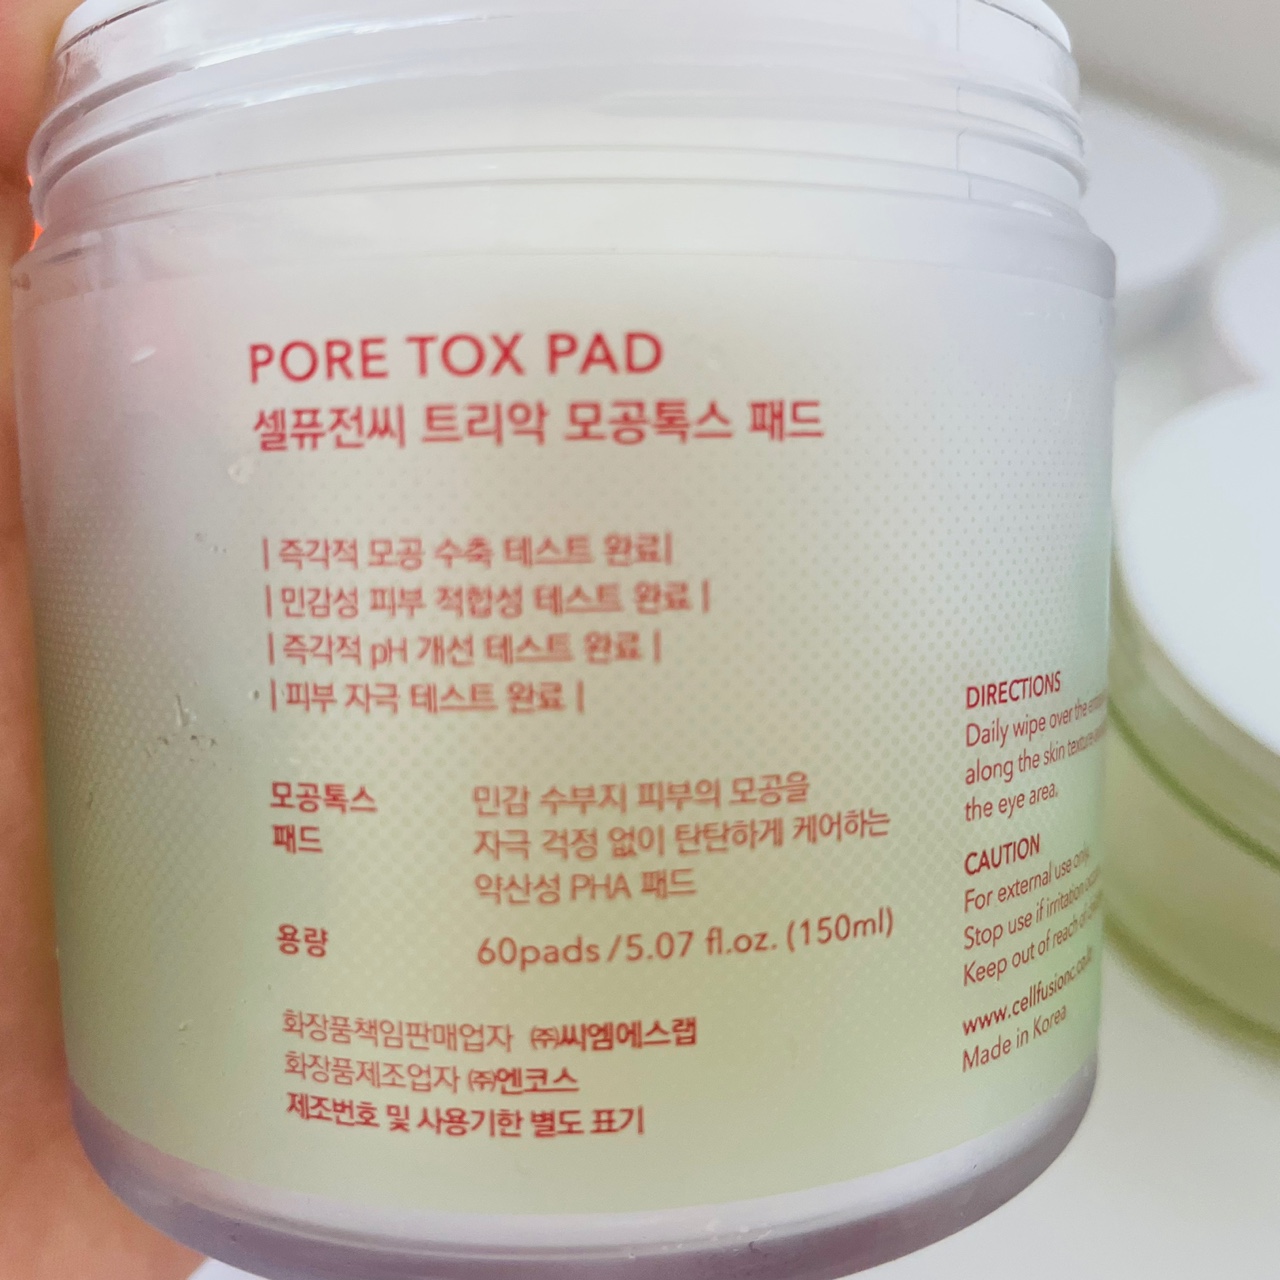 PORE TOX PAD
셀퓨전씨 트리악 모공톡스 패드
| 즉각적 모공 수축 테스트 완료|
| 민감성 피부 적합성 테스트 완료 |
| 즉각적 pH 개선 테스트 완료 |
| 피부 자극 테스트 완료 |
모공톡스
패드
민감 수부지 피부의 모공을
자극 걱정 없이 탄탄하게 케어하는
약산성 PHA 패드
용량
60pads/5.07 fl.oz. (150ml)
화장품책임판매업자 ㈜씨엠에스랩
화장품제조업자 ㈜엔코스
제조번호 및 사용기한 별도 표기
DIRECTIONS
Daily wipe over the
along the skin texture
the eye area.
CAUTION
For external use only.
Stop use if irritation
Keep out of reach of
www.cellfusionc.co.kr
Made in Korea